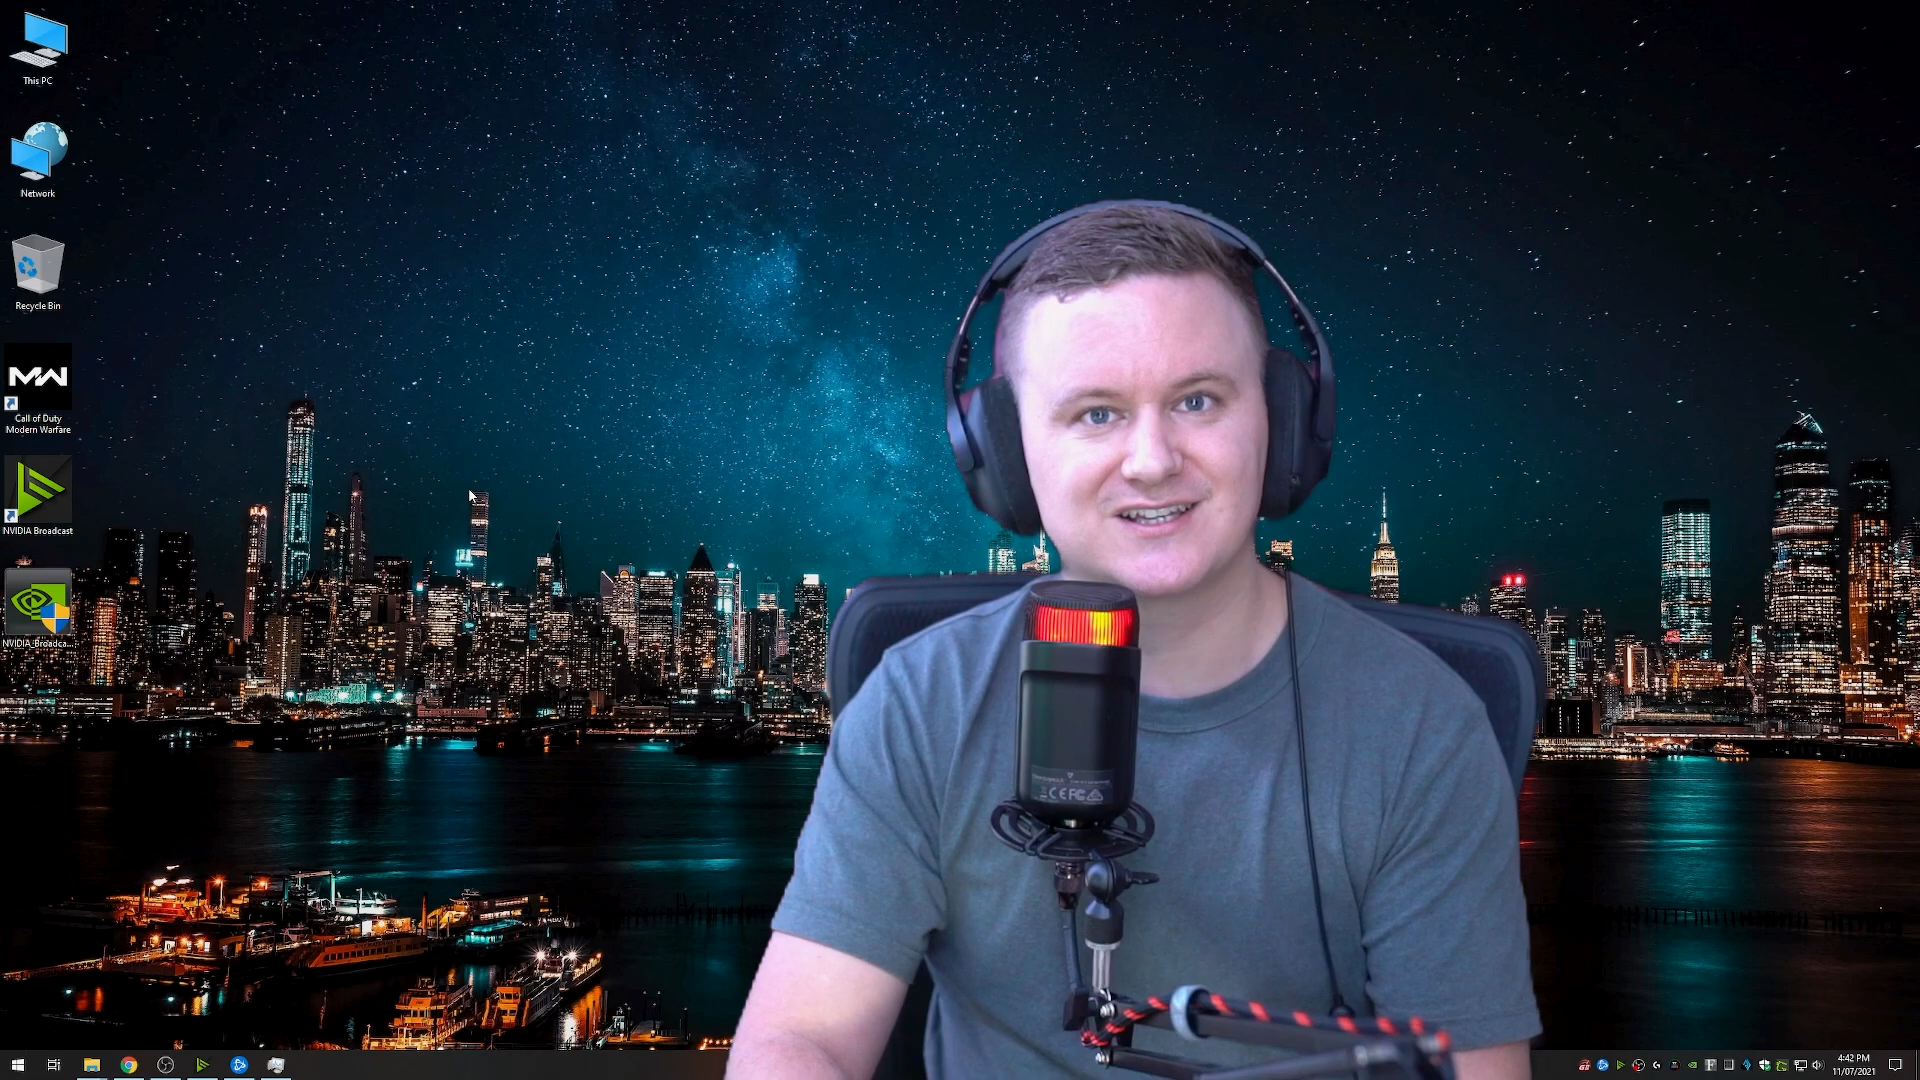 This PC
Network
Recycle Bin
MW
Call of Duty
Modern Warfare
NVIDIA Broadcast
NVIDIA_Broadca...
CE FC
4:42 PM
11/07/2021